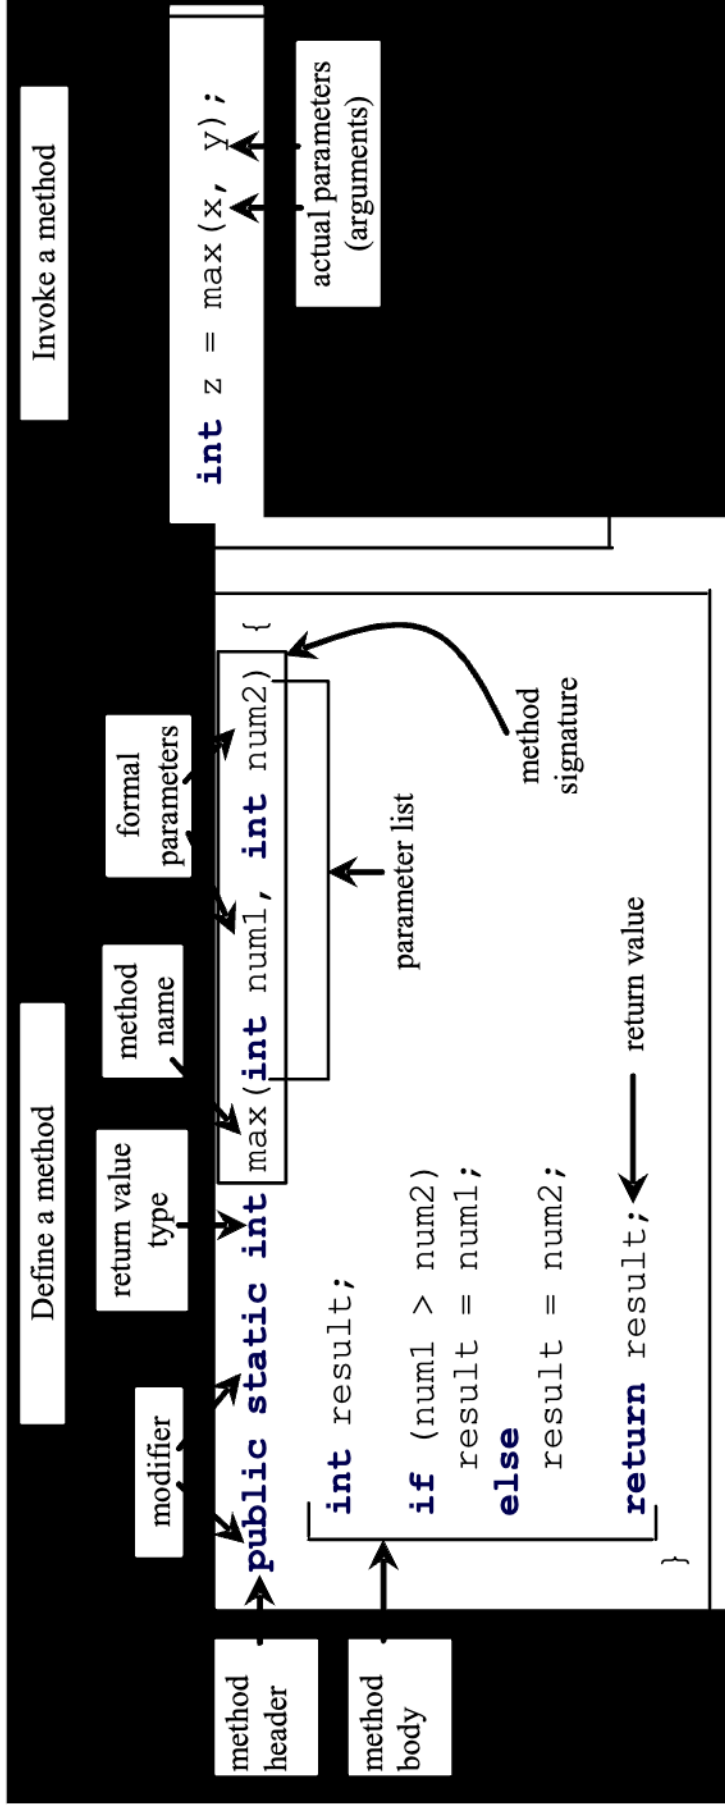 Define a method
Invoke a method
modifier
return value
type
method
name
formal
parameters
method
header
public static int max(int num1, int num2) {
int z = max(x, y);
actual parameters
(arguments)
method
body
int result;
parameter list
method
signature
if (num1 > num2)
result = num1;
else
result = num2;
return result;
return value
}